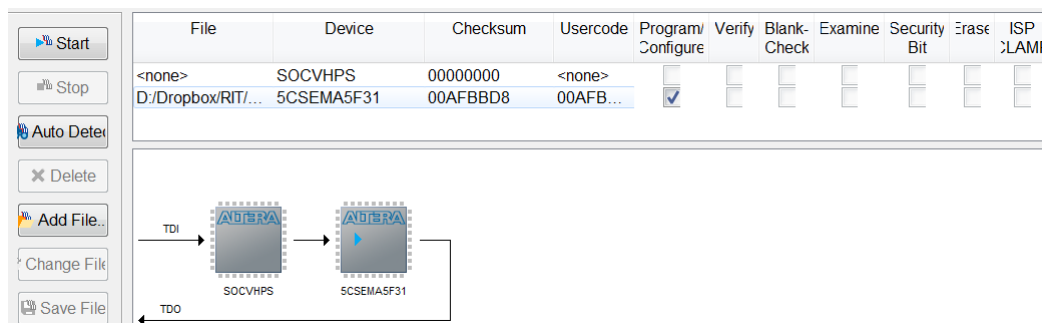 Start
Stop
Auto Detec
Delete
Add File..
Change File
Save File
File Device Checksum Usercode Program/ Configure Verify Blank- Check Examine Security Bit Erase ISP CLAMP
<none> SOCVHPS 00000000 <none>
D:/Dropbox/RIT/... 5CSEMA5F31 00AFBBD8 00AFB...
TDI
ALTERA
ALTERA
SOCVHPS
5CSEMA5F31
TDO